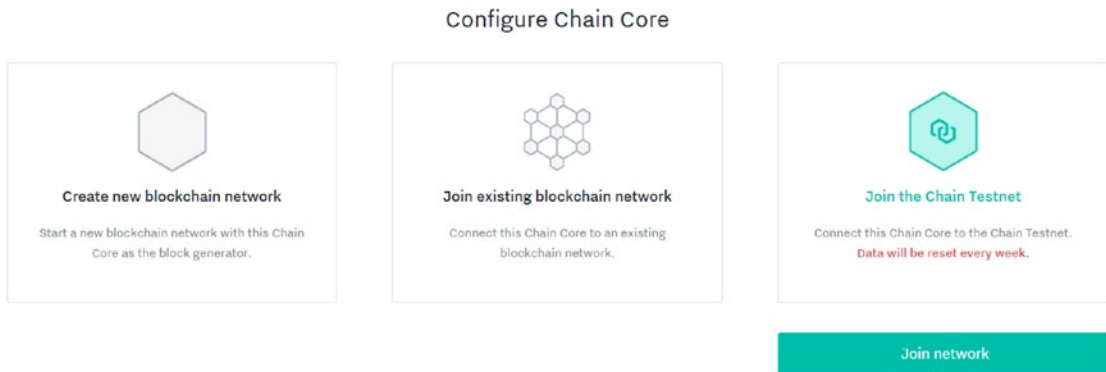 Configure Chain Core
Create new blockchain network
Start a new blockchain network with this Chain
Core as the block generator.
Join existing blockchain network
Connect this Chain Core to an existing
blockchain network.
Join the Chain Testnet
Connect this Chain Core to the Chain Testnet.
Data will be reset every week.
Join network